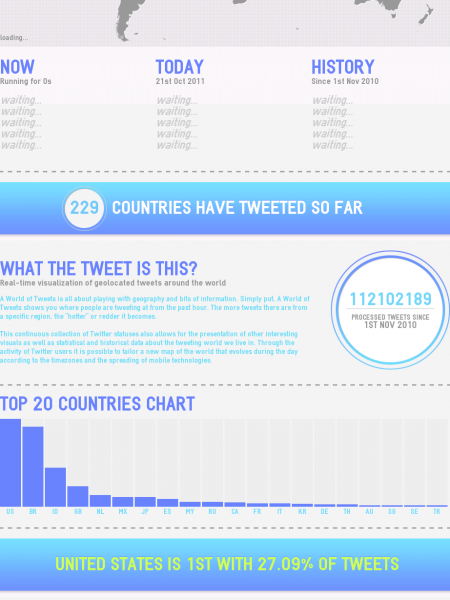 loading...
NOW TODAY HISTORY
Running for 0s 21st Oct 2011 Since 1st Nov 2010
waiting... waiting... waiting...
waiting... waiting... waiting...
waiting... waiting... waiting...
waiting... waiting... waiting...
waiting... waiting... waiting...
229 COUNTRIES HAVE TWEETED SO FAR
WHAT THE TWEET IS THIS?
Real-time visualization of geolocated tweets around the world
A World of Tweets is all about playing with geography and bits of information. Simply put, A World of
Tweets shows you where people are tweeting at from the past hour. The more tweets there are from
a specific region, the "hotter" or redder it becomes.
This continuous collection of Twitter statuses also allows for the presentation of other interesting
visuals as well as statistical and historical data about the tweeting world we live in. Through the
activity of Twitter users it is possible to tailor a new map of the world that evolves during the day
according to the timezones and the spreading of mobile technologies.
112102189
PROCESSED TWEETS SINCE
1ST NOV 2010
TOP 20 COUNTRIES CHART
US BR ID GB NL MX JP ES MY RU CA FR IT KR DE TH AU SG SE TR
UNITED STATES IS 1ST WITH 27.09% OF TWEETS